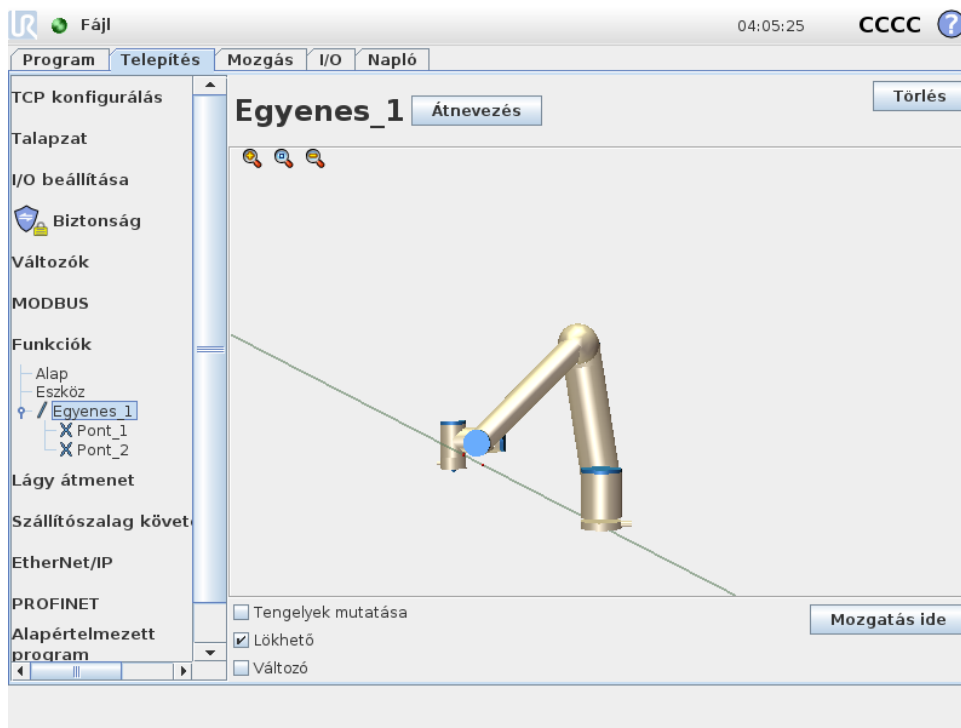 UR Fájl 04:05:25 CCCC ?
Program Telepítés Mozgás I/O Napló
TCP konfigurálás
Talapzat
I/O beállítása
Biztonság
Változók
MODBUS
Funkciók
Alap
Eszköz
Egyenes_1
Pont_1
Pont_2
Lágy átmenet
Szállítószalag követ
EtherNet/IP
PROFINET
Alapértelmezett
program
Egyenes_1 Átnevezés Törlés
Tengelyek mutatása
Lökhető
Változó
Mozgatás ide